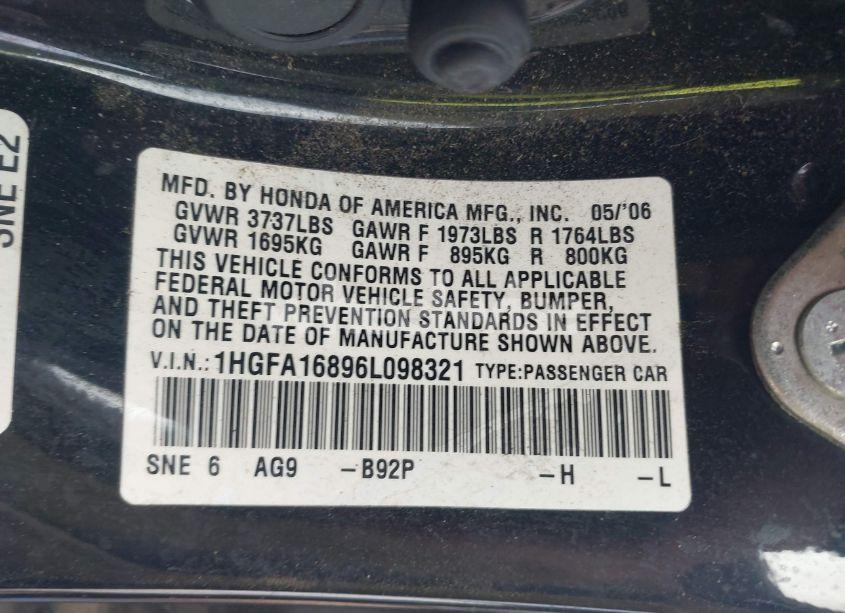 SNE E2
MFD. BY HONDA OF AMERICA MFG., INC. 05/'06
GVWR 3737LBS GAWR F 1973LBS R 1764LBS
GVWR 1695KG GAWR F 895KG R 800KG
THIS VEHICLE CONFORMS TO ALL APPLICABLE
FEDERAL MOTOR VEHICLE SAFETY, BUMPER,
AND THEFT PREVENTION STANDARDS IN EFFECT
ON THE DATE OF MANUFACTURE SHOWN ABOVE.
V.I.N.: 1HGFA16896L098321 TYPE:PASSENGER CAR
SNE 6 AG9 -B92P -H -L